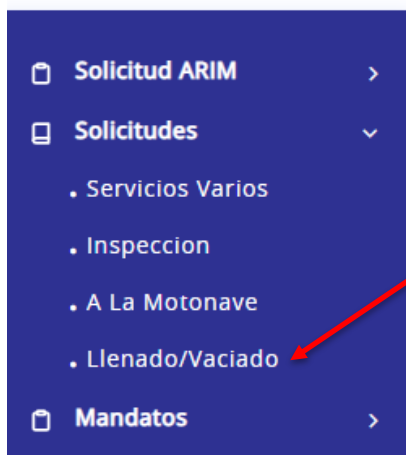 Solicitud ARIM
Solicitudes
Servicios Varios
Inspeccion
A La Motonave
Llenado/Vaciado
Mandatos